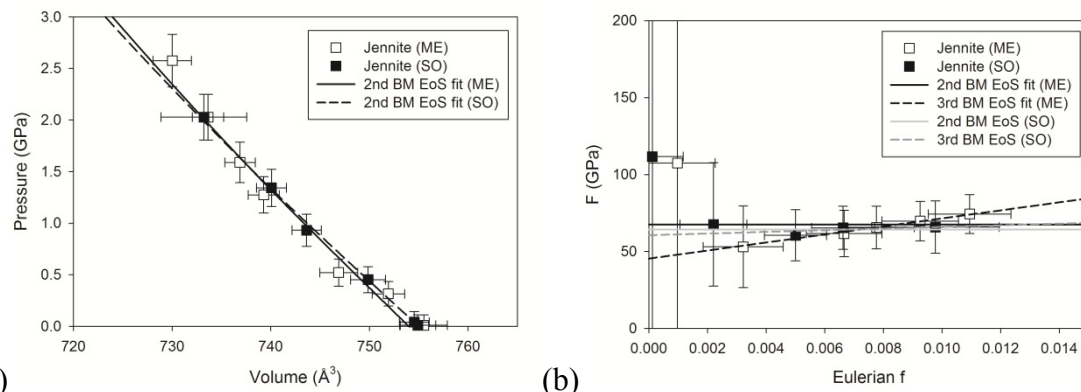 3.0
2.5
2.0
1.5
1.0
0.5
0.0
Pressure (GPa)
Jennite (ME)
Jennite (SO)
2nd BM EoS fit (ME)
2nd BM EoS fit (SO)
720 730 740 750 760
Volume (Å³)
)
(b)
200
150
100
50
0
F (GPa)
Jennite (ME)
Jennite (SO)
2nd BM EoS fit (ME)
3rd BM EoS fit (ME)
2nd BM EoS (SO)
3rd BM EoS (SO)
0.000 0.002 0.004 0.006 0.008 0.010 0.012 0.014
Eulerian f